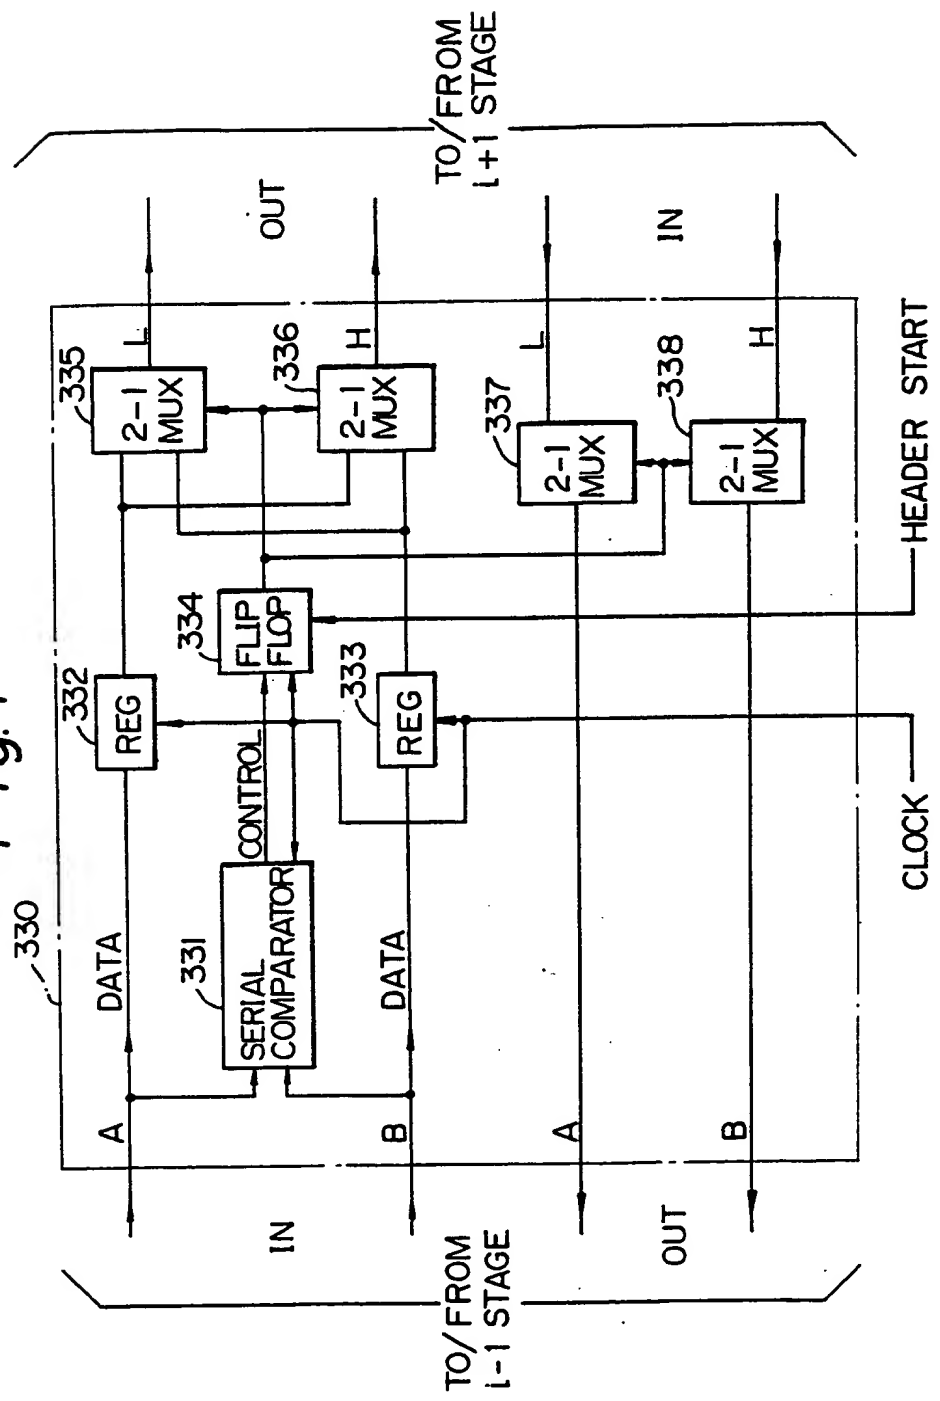 330
TO/FROM
i-1 STAGE
IN
OUT
A
DATA
332
REG
331
SERIAL
COMPARATOR
CONTROL
334
FLIP
FLOP
B
DATA
333
REG
335
2-1
MUX
L
336
2-1
MUX
H
OUT
TO/FROM
i+1 STAGE
A
337
2-1
MUX
L
B
338
2-1
MUX
H
IN
CLOCK
HEADER START